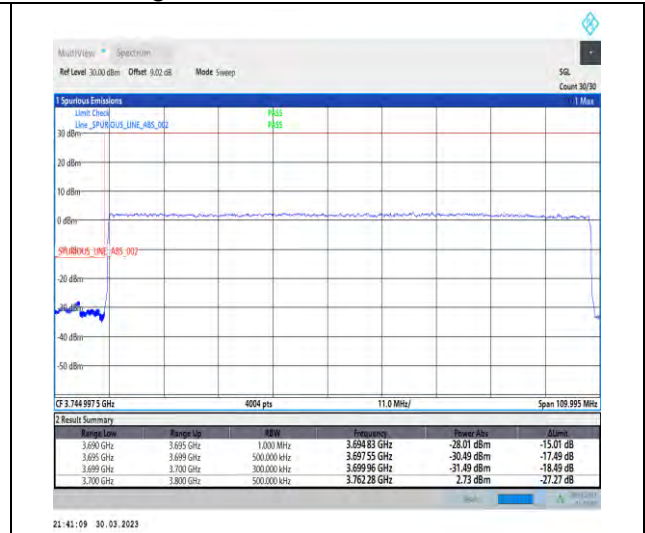 MultiView Spectrum
Ref Level 30.00 dBm Offset 9.02 dB Mode Sweep SGL
Count 30/30
1 Spurious Emissions 1 Max
Limit Check PASS
Line _SPURIOUS_LINE_ABS_002 PASS
30 dBm
20 dBm
10 dBm
0 dBm
_SPURIOUS_LINE_ABS_002
-20 dBm
-30 dBm
-40 dBm
-50 dBm
CF 3.744 997 5 GHz 4004 pts 11.0 MHz/ Span 109.995 MHz
2 Result Summary
Range Low Range Up RBW Frequency Power Abs ΔLimit
3.690 GHz 3.695 GHz 1.000 MHz 3.694 83 GHz -28.01 dBm -15.01 dB
3.695 GHz 3.699 GHz 500.000 kHz 3.697 55 GHz -30.49 dBm -17.49 dB
3.699 GHz 3.700 GHz 300.000 kHz 3.699 96 GHz -31.49 dBm -18.49 dB
3.700 GHz 3.800 GHz 500.000 kHz 3.762 28 GHz 2.73 dBm -27.27 dB
21:41:09 30.03.2023